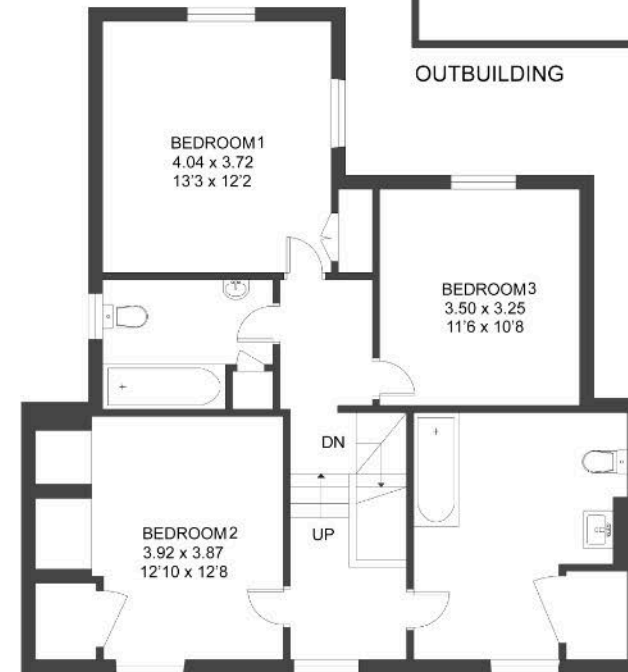 OUTBUILDING
BEDROOM1
4.04 x 3.72
13'3 x 12'2
BEDROOM3
3.50 x 3.25
11'6 x 10'8
DN
UP
BEDROOM2
3.92 x 3.87
12'10 x 12'8